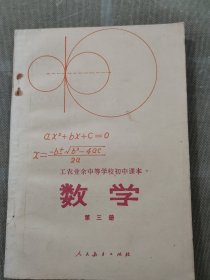 ax²+bx+c=0
x=-b±√b²-4ac/2a
工农业余中等学校初中课本
数学
第三册
人民教育出版社